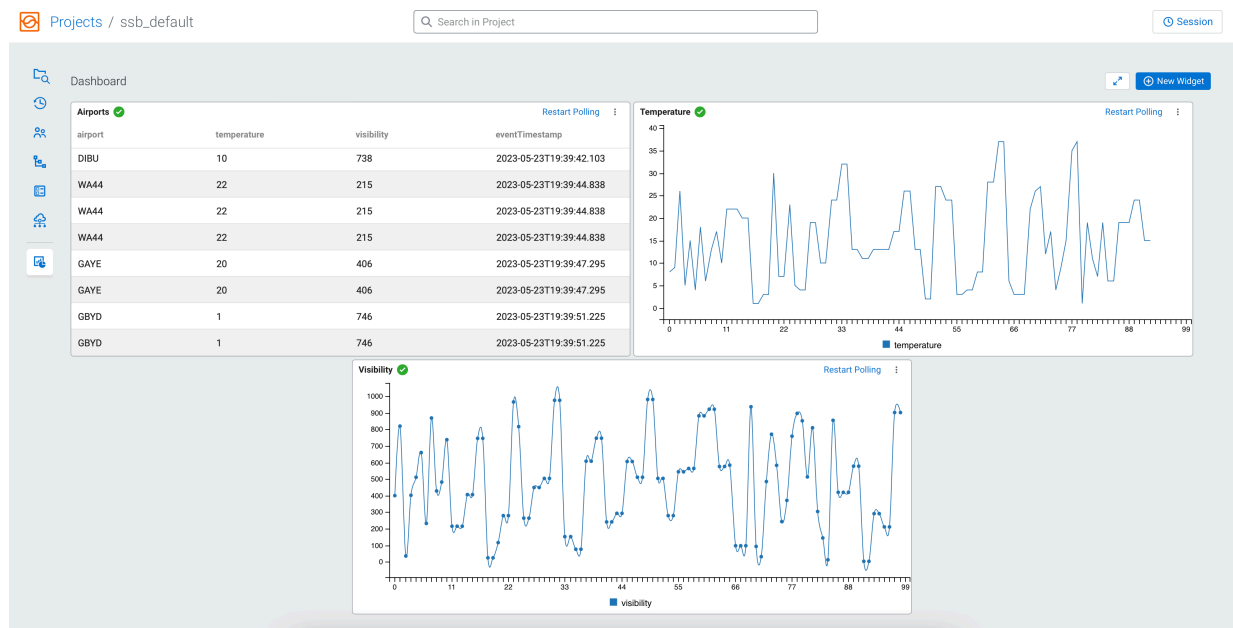 Projects / ssb_default
Search in Project
Session
Dashboard
New Widget
Airports
Restart Polling
airport temperature visibility eventTimestamp
DIBU 10 738 2023-05-23T19:39:42.103
WA44 22 215 2023-05-23T19:39:44.838
WA44 22 215 2023-05-23T19:39:44.838
WA44 22 215 2023-05-23T19:39:44.838
GAYE 20 406 2023-05-23T19:39:47.295
GAYE 20 406 2023-05-23T19:39:47.295
GBYD 1 746 2023-05-23T19:39:51.225
GBYD 1 746 2023-05-23T19:39:51.225
Temperature
Restart Polling
40
35
30
25
20
15
10
5
0
0 11 22 33 44 55 66 77 88 99
temperature
Visibility
Restart Polling
1000
900
800
700
600
500
400
300
200
100
0
0 11 22 33 44 55 66 77 88 99
visibility